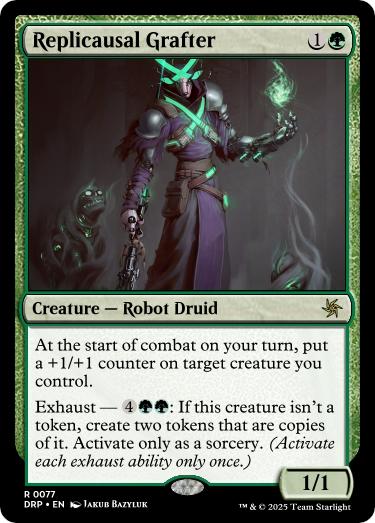 Replicausal Grafter 1
Creature — Robot Druid
At the start of combat on your turn, put
a +1/+1 counter on target creature you
control.
Exhaust — 4: If this creature isn't a
token, create two tokens that are copies
of it. Activate only as a sorcery. (Activate
each exhaust ability only once.)
1/1
R 0077
DRP • EN Jakub Bazyluk
™ & © 2025 Team Starlight